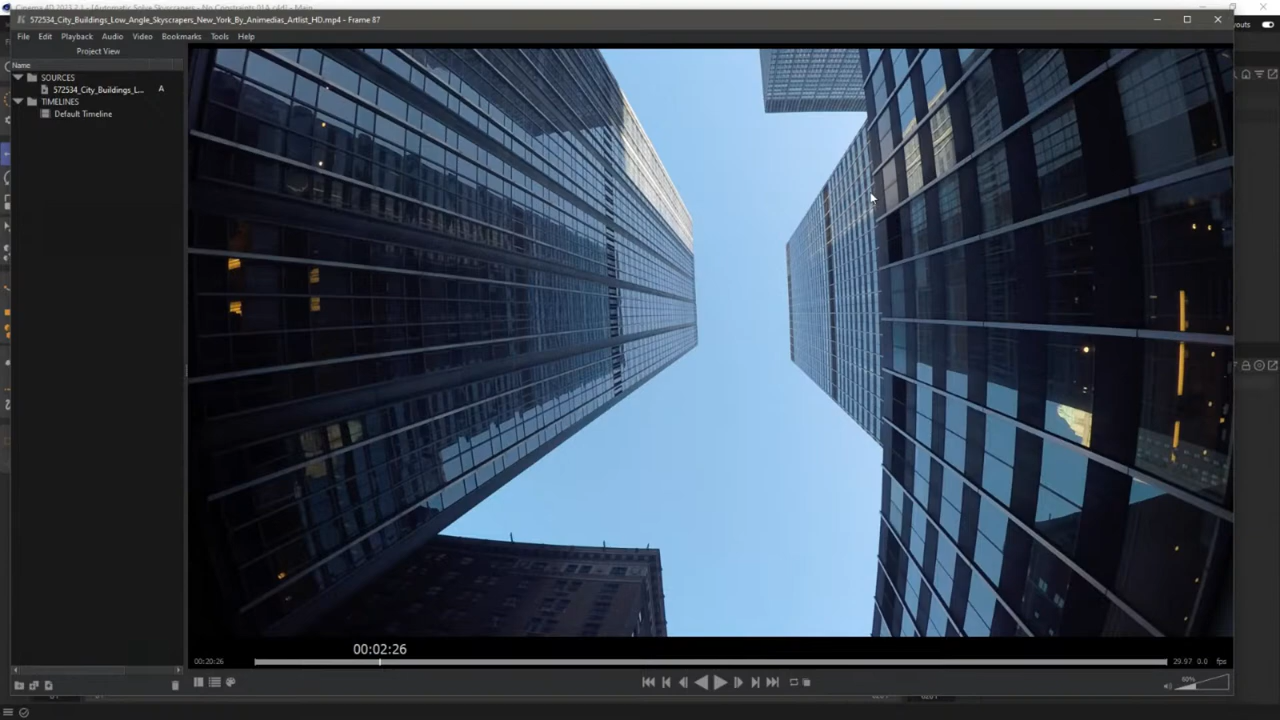 572534_City_Buildings_Low_Angle_Skyscrapers_New_York_By_Animedias_Artlist_HD.mp4 - Frame 87
File Edit Playback Audio Video Bookmarks Tools Help
Project View
Name
SOURCES
572534_City_Buildings_L... A
TIMELINES
Default Timeline
00:02:26
00:20:26
29.97 0.0 fps
60%